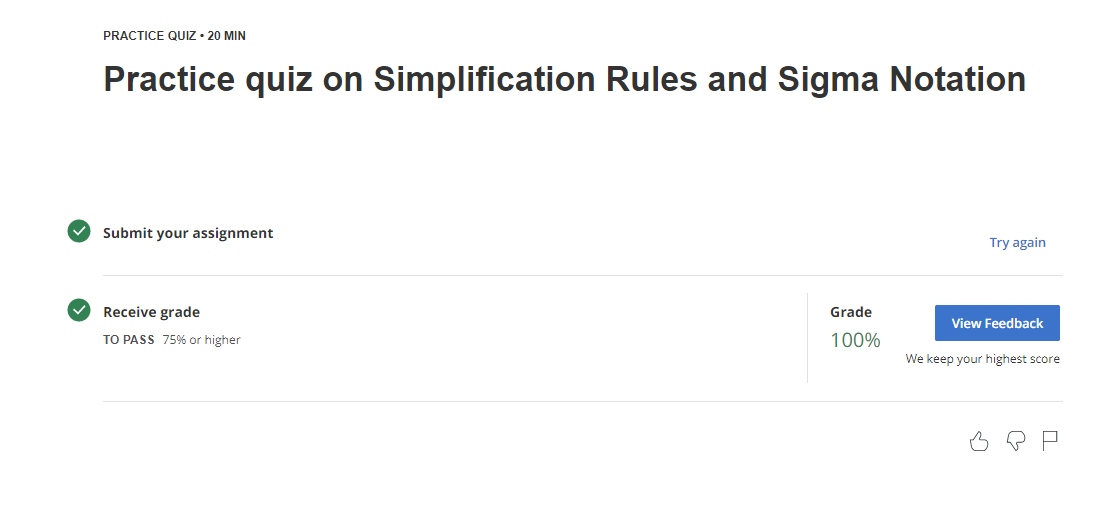 PRACTICE QUIZ • 20 MIN
Practice quiz on Simplification Rules and Sigma Notation
Submit your assignment
Try again
Receive grade
TO PASS 75% or higher
Grade
100%
View Feedback
We keep your highest score